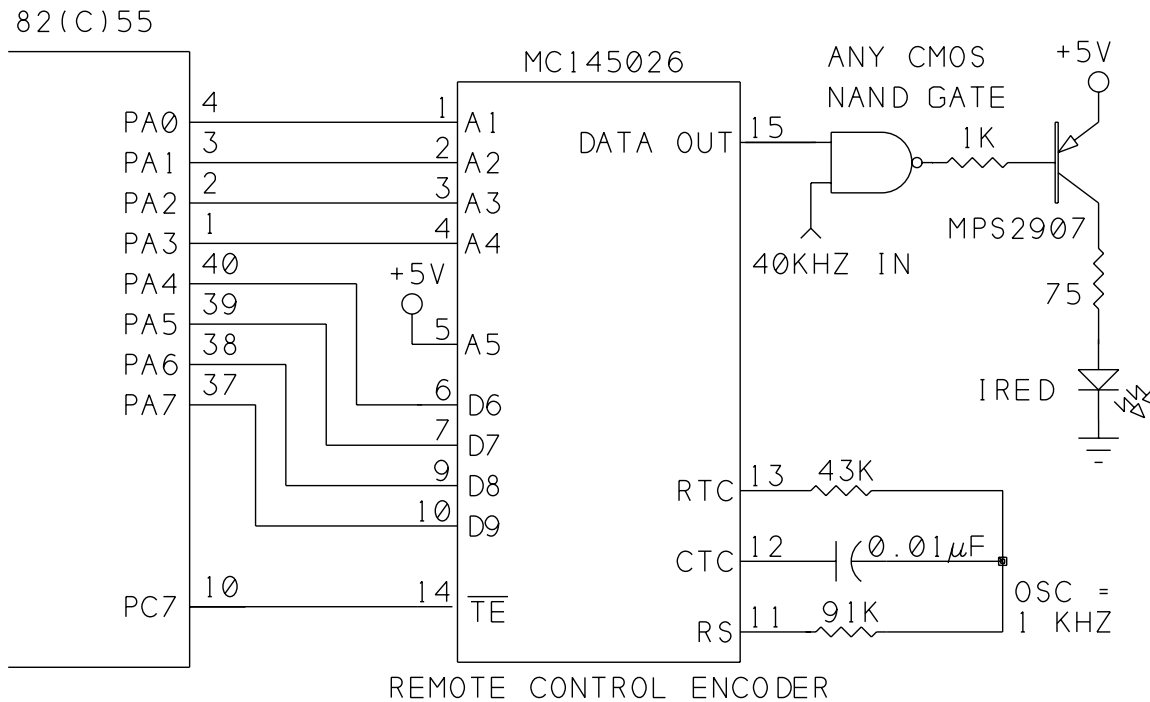 82(C)55
MC145026
ANY CMOS
NAND GATE
+5V
PA0 4 1 A1
DATA OUT 15
1K
PA1 3 2 A2
PA2 2 3 A3
MPS2907
PA3 1 4 A4
40KHZ IN
PA4 40
+5V
75
PA5 39
5 A5
PA6 38
PA7 37
6 D6
IRED
7 D7
9 D8
RTC 13 43K
10 D9
CTC 12 0.01µF
OSC =
1 KHZ
PC7 10 14 TE
RS 11 91K
REMOTE CONTROL ENCODER